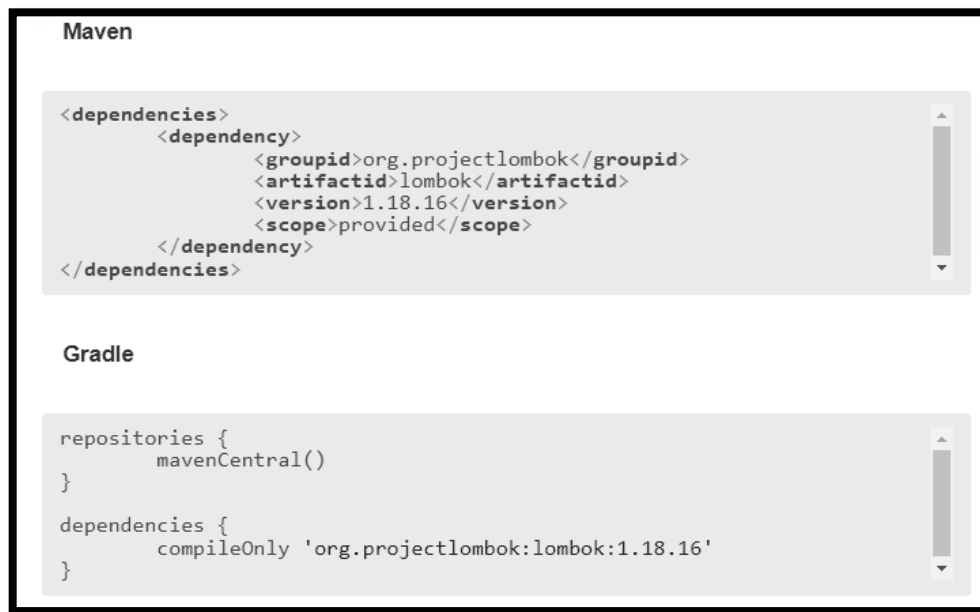 Maven
<dependencies>
<dependency>
<groupid>org.projectlombok</groupid>
<artifactid>lombok</artifactid>
<version>1.18.16</version>
<scope>provided</scope>
</dependency>
</dependencies>
Gradle
repositories {
mavenCentral()
}
dependencies {
compileOnly 'org.projectlombok:lombok:1.18.16'
}